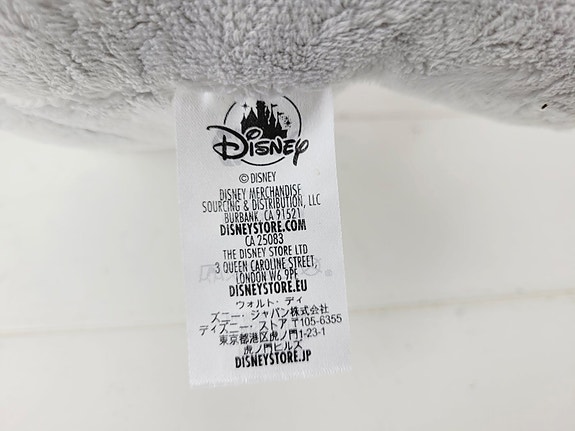 Disney
© DISNEY
DISNEY MERCHANDISE
SOURCING & DISTRIBUTION, LLC
BURBANK, CA 91521
DISNEYSTORE.COM
CA 25083
THE DISNEY STORE LTD
3 QUEEN CAROLINE STREET,
LONDON W6 9PE
DISNEYSTORE.EU
ウォルト・ディ
ズニー・ジャパン株式会社
ディズニー・ストア 〒105-6355
東京都港区虎ノ門1-23-1
虎ノ門ヒルズ
DISNEYSTORE.JP